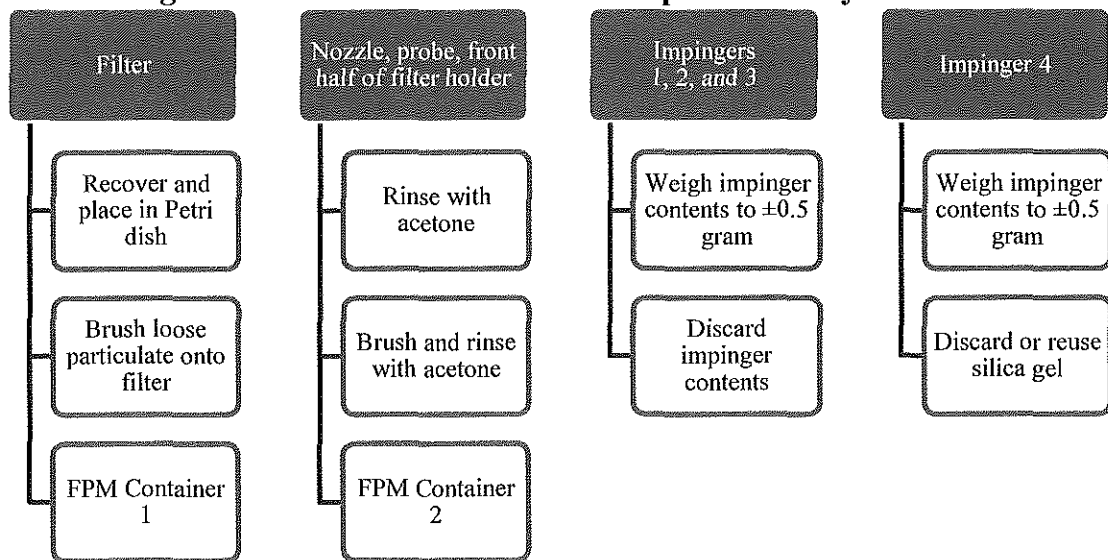 Filter
Recover and
place in Petri
dish
Brush loose
particulate onto
filter
FPM Container
1
Nozzle, probe, front
half of filter holder
Rinse with
acetone
Brush and rinse
with acetone
FPM Container
2
Impingers
1, 2, and 3
Weigh impinger
contents to ±0.5
gram
Discard
impinger
contents
Impinger 4
Weigh impinger
contents to ±0.5
gram
Discard or reuse
silica gel